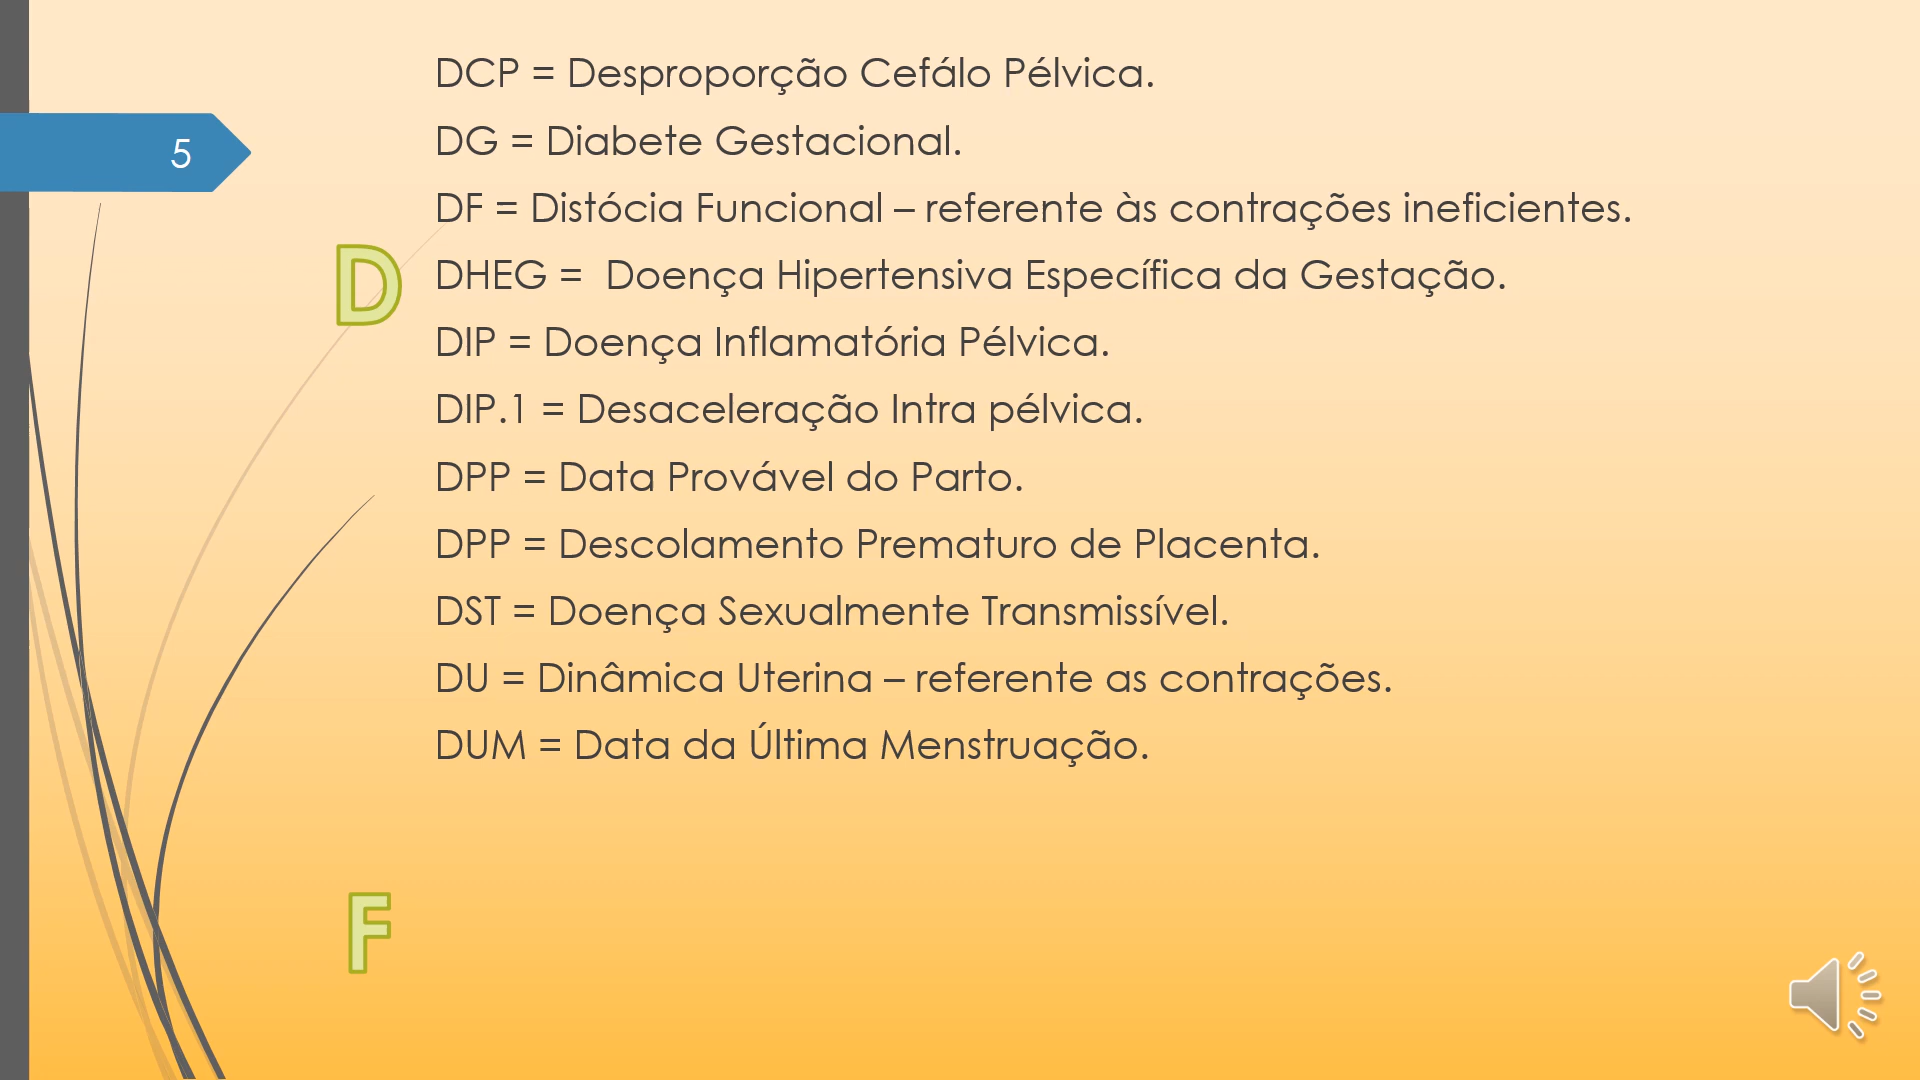 5
DCP = Desproporção Cefálo Pélvica.
DG = Diabete Gestacional.
DF = Distócia Funcional – referente às contrações ineficientes.
D
DHEG =  Doença Hipertensiva Específica da Gestação.
DIP = Doença Inflamatória Pélvica.
DIP.1 = Desaceleração Intra pélvica.
DPP = Data Provável do Parto.
DPP = Descolamento Prematuro de Placenta.
DST = Doença Sexualmente Transmissível.
DU = Dinâmica Uterina – referente as contrações.
DUM = Data da Última Menstruação.
F